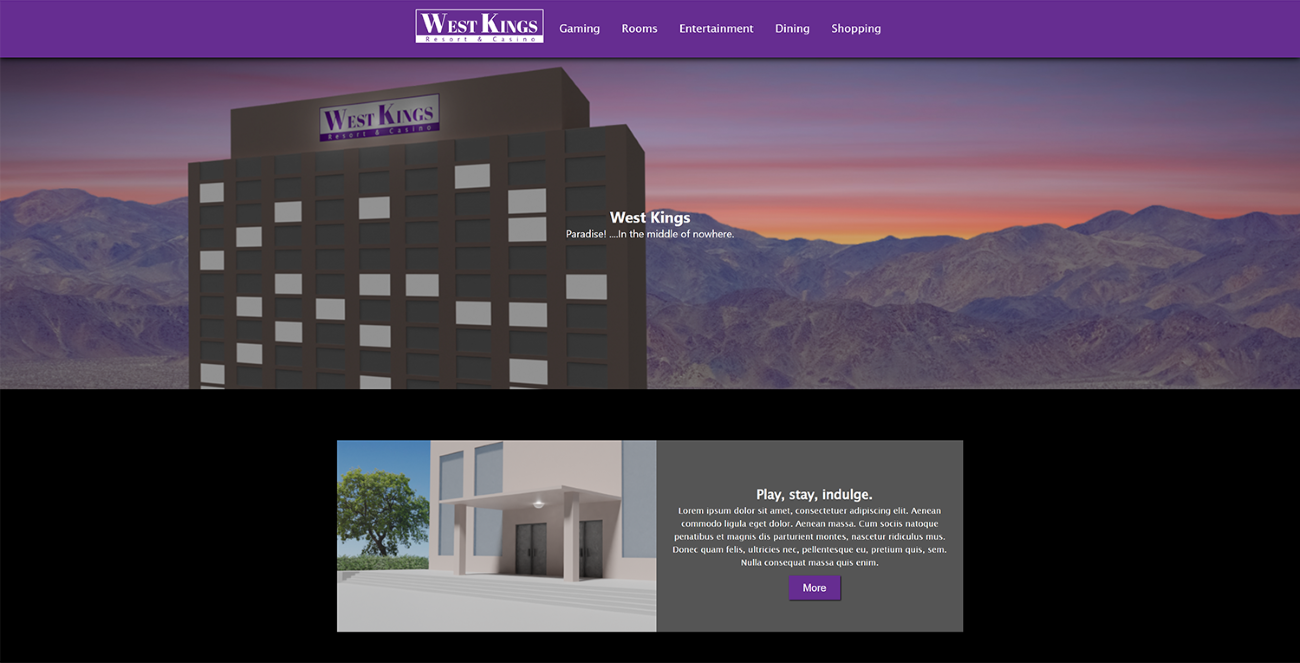 WEST KINGS
Resort & Casino
Gaming Rooms Entertainment Dining Shopping
WEST KINGS
Resort & Casino
West Kings
Paradise! ....In the middle of nowhere.
Play, stay, indulge.
Lorem ipsum dolor sit amet, consectetuer adipiscing elit. Aenean
commodo ligula eget dolor. Aenean massa. Cum sociis natoque
penatibus et magnis dis parturient montes, nascetur ridiculus mus.
Donec quam felis, ultricies nec, pellentesque eu, pretium quis, sem.
Nulla consequat massa quis enim.
More